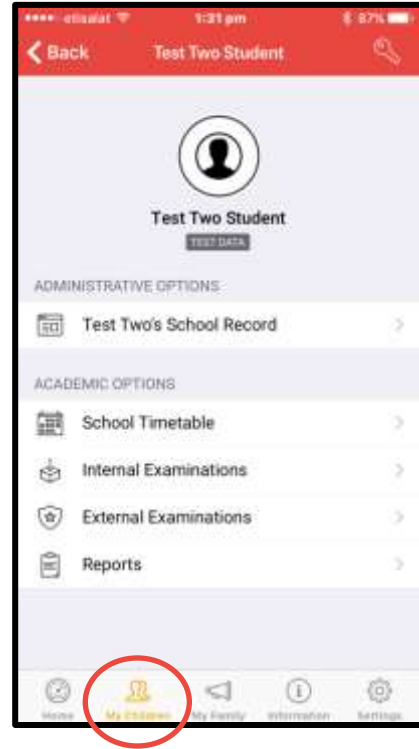 etisalat 1:31 pm 87%
Back Test Two Student
Test Two Student
TEST DATA
ADMINISTRATIVE OPTIONS
Test Two's School Record
ACADEMIC OPTIONS
School Timetable
Internal Examinations
External Examinations
Reports
Home My Children My Family Information Settings